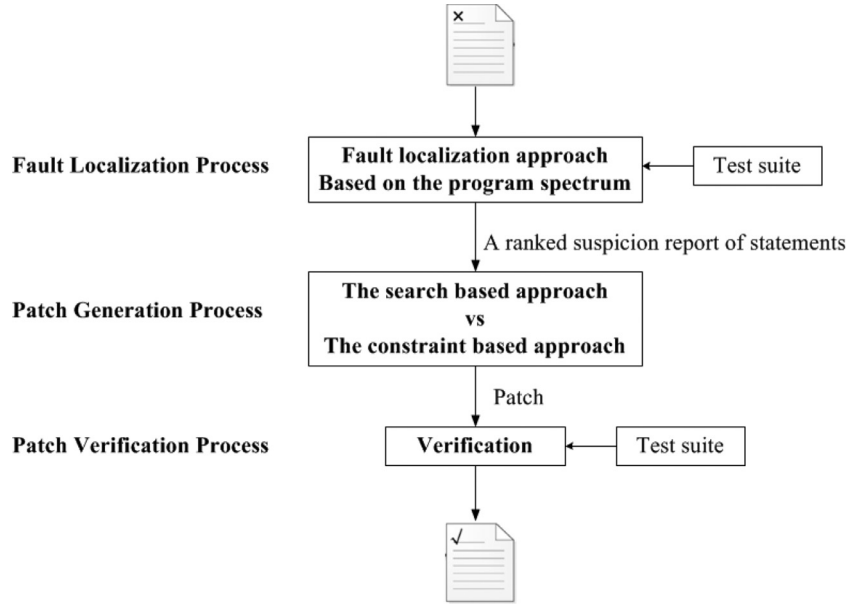 Fault Localization Process
Fault localization approach
Based on the program spectrum
Test suite
A ranked suspicion report of statements
Patch Generation Process
The search based approach
vs
The constraint based approach
Patch
Patch Verification Process
Verification
Test suite